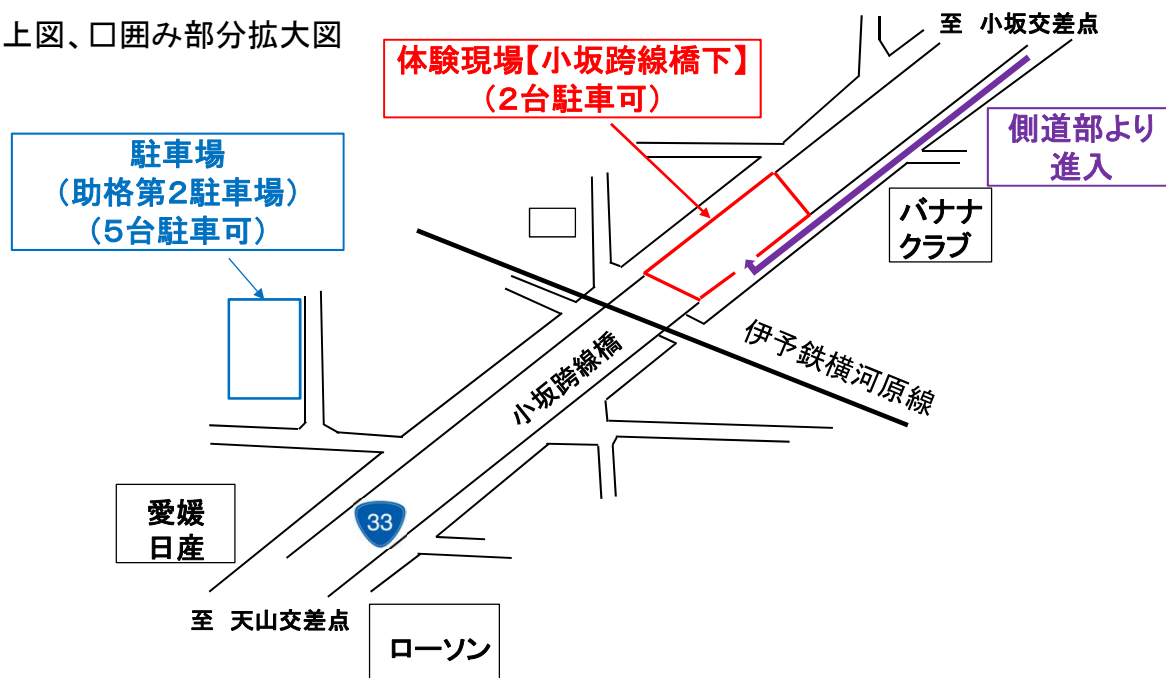 上図、口囲み部分拡大図
至 小坂交差点
体験現場【小坂跨線橋下】
(2台駐車可)
側道部より
進入
駐車場
(助格第2駐車場)
(5台駐車可)
バナナ
クラブ
伊予鉄横河原線
小坂跨線橋
愛媛
日産
33
至 天山交差点
ローソン